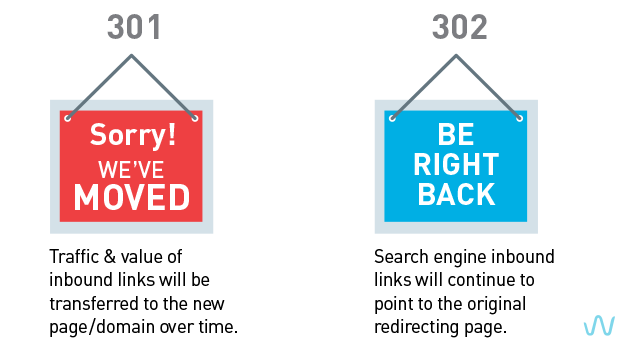 301
Sorry!
WE'VE
MOVED
Traffic & value of
inbound links will be
transferred to the new
page/domain over time.
302
BE
RIGHT
BACK
Search engine inbound
links will continue to
point to the original
redirecting page.